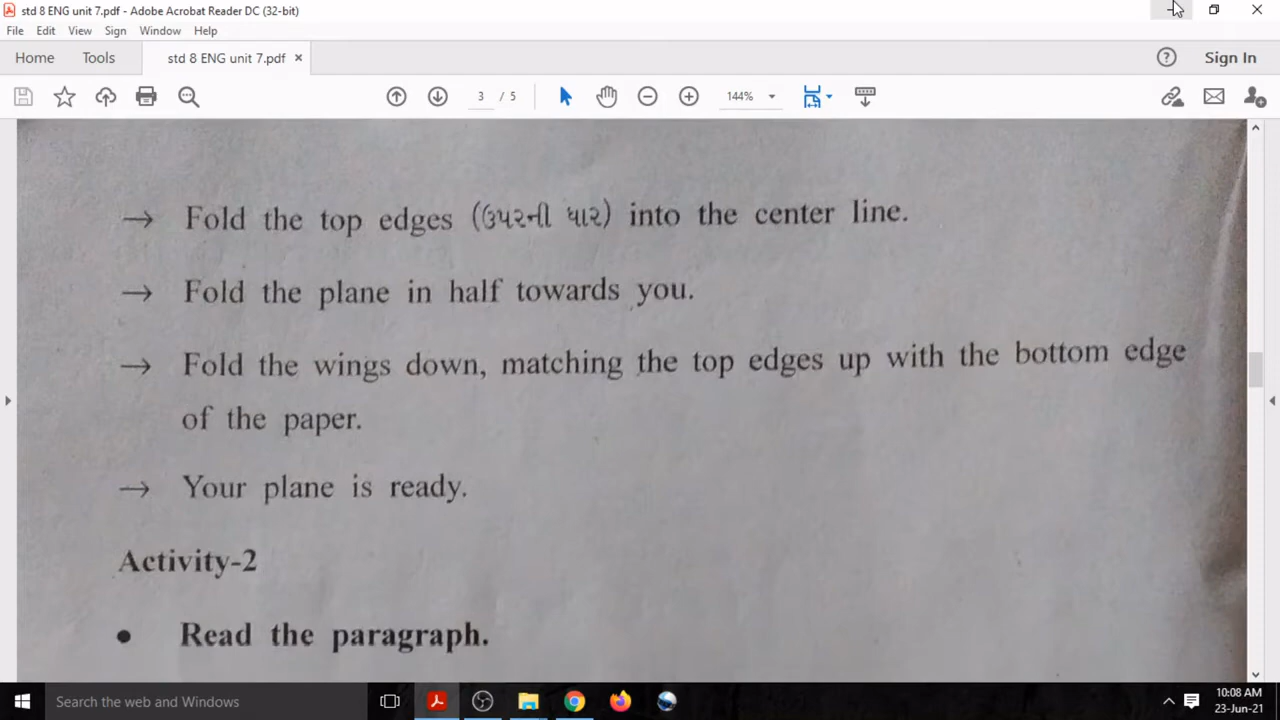 std 8 ENG unit 7.pdf - Adobe Acrobat Reader DC (32-bit)
File Edit View Sign Window Help
Home Tools std 8 ENG unit 7.pdf × Sign In
3 / 5 144%
→ Fold the top edges (ઉપરની ધાર) into the center line.
→ Fold the plane in half towards you.
→ Fold the wings down, matching the top edges up with the bottom edge
of the paper.
→ Your plane is ready.
Activity-2
• Read the paragraph.
Search the web and Windows
10:08 AM
23-Jun-21